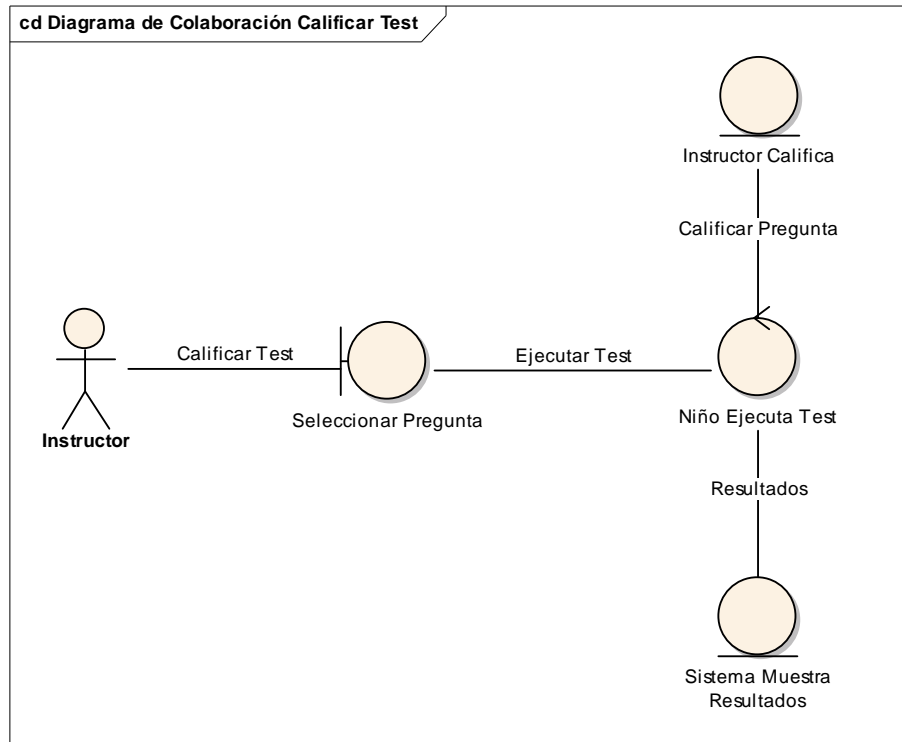 cd Diagrama de Colaboración Calificar Test
Instructor Califica
Calificar Pregunta
Calificar Test
Ejecutar Test
Instructor
Seleccionar Pregunta
Niño Ejecuta Test
Resultados
Sistema Muestra
Resultados